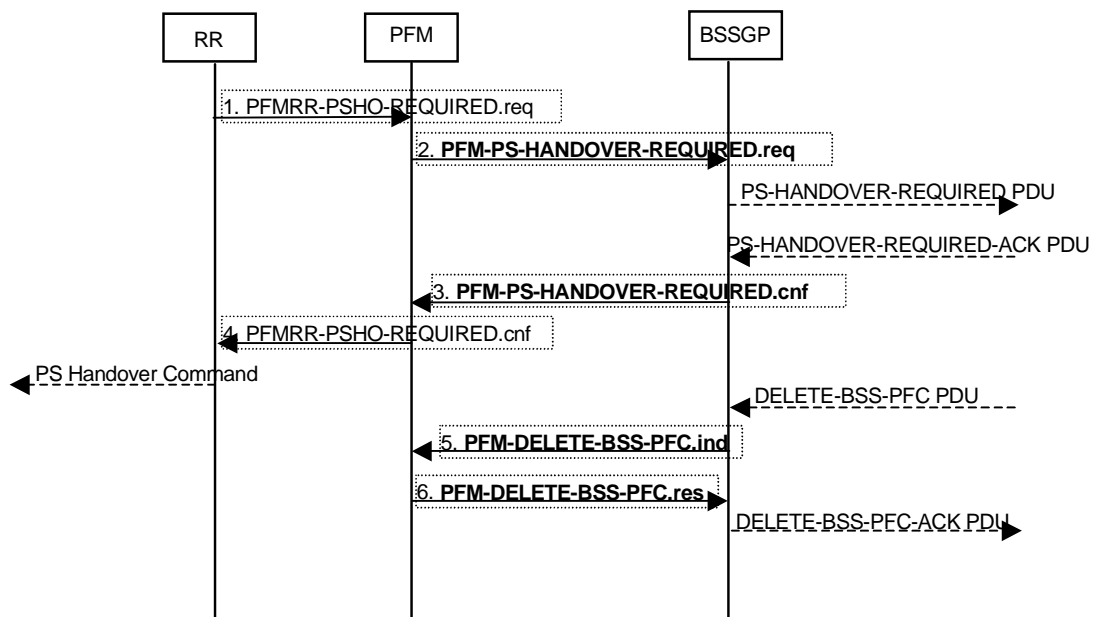 RR
PFM
BSSGP
1. PFMRR-PSHO-REQUIRED.req
2. PFM-PS-HANDOVER-REQUIRED.req
PS-HANDOVER-REQUIRED PDU
PS-HANDOVER-REQUIRED-ACK PDU
3. PFM-PS-HANDOVER-REQUIRED.cnf
4. PFMRR-PSHO-REQUIRED.cnf
PS Handover Command
DELETE-BSS-PFC PDU
5. PFM-DELETE-BSS-PFC.ind
6. PFM-DELETE-BSS-PFC.res
DELETE-BSS-PFC-ACK PDU